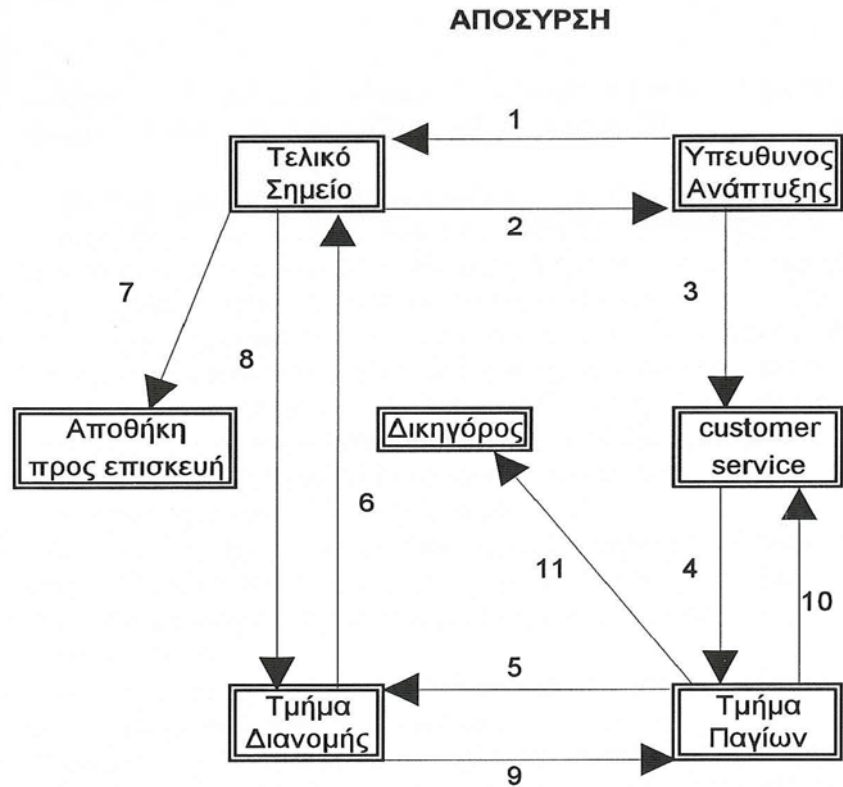 ΑΠΟΣΥΡΣΗ
1
Τελικό
Σημείο
Υπευθυνος
Ανάπτυξης
2
7
3
8
Αποθήκη
προς επισκευή
Δικηγόρος
customer
service
6
11
4
10
5
Τμήμα
Διανομής
Τμήμα
Παγίων
9